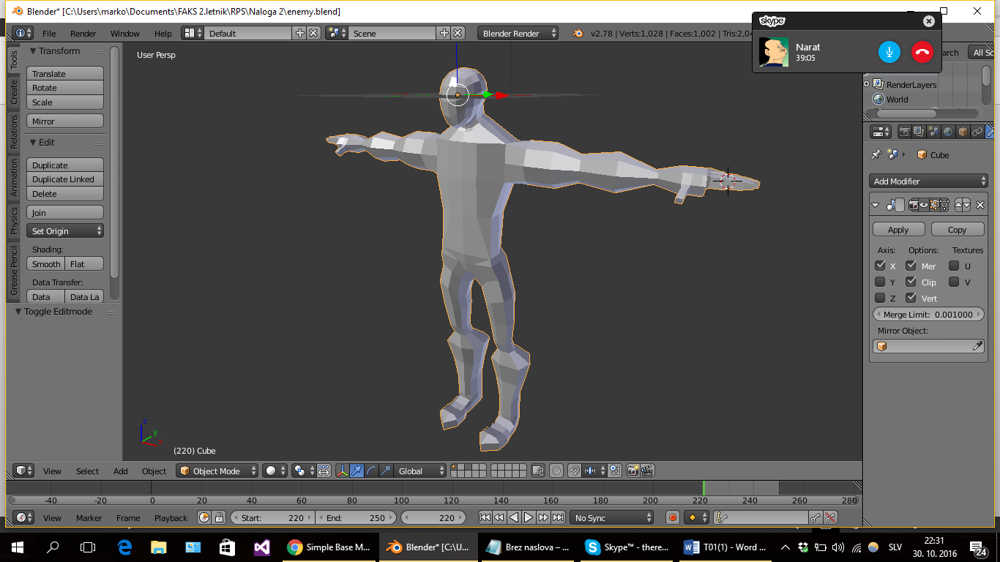 Blender* [C:\Users\marko\Documents\FAKS 2.letnik\RPS\Naloga 2\enemy.blend]
File Render Window Help Default Scene Blender Render v2.78 | Verts:1,028 | Faces:1,002 | Tris:2,0
skype
Narat
39:05
arch All Sc
RenderLayers
World
Tools
Create
Relations
Animation
Physics
Grease Pencil
Transform
Translate
Rotate
Scale
Mirror
Edit
Duplicate
Duplicate Linked
Delete
Join
Set Origin
Shading:
Smooth Flat
Data Transfer:
Data Data La
Toggle Editmode
User Persp
z
y
x
(220) Cube
Cube
Add Modifier
Apply Copy
Axis: Options: Textures
X Mer U
Y Clip V
Z Vert
Merge Limit: 0.001000
Mirror Object:
View Select Add Object Object Mode Global
-40 -20 0 20 40 60 80 100 120 140 160 180 200 220 240 260 280
View Marker Frame Playback Start: 220 End: 250 220 No Sync
Simple Base M... Blender* [C:\U... Brez naslova – ... Skype™ - there... T01(1) - Word ... SLV
22:31
30. 10. 2016
24